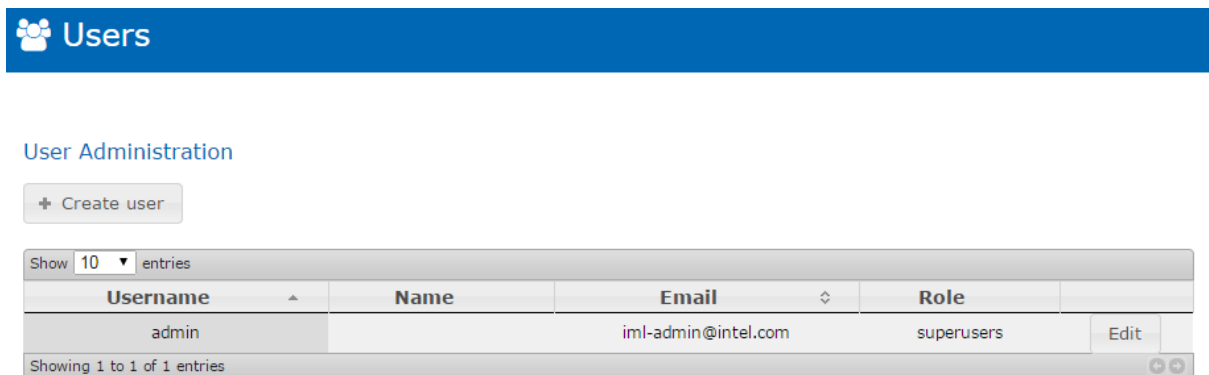 Users
User Administration
+ Create user
Show 10 entries
Username Name Email Role
admin iml-admin@intel.com superusers Edit
Showing 1 to 1 of 1 entries